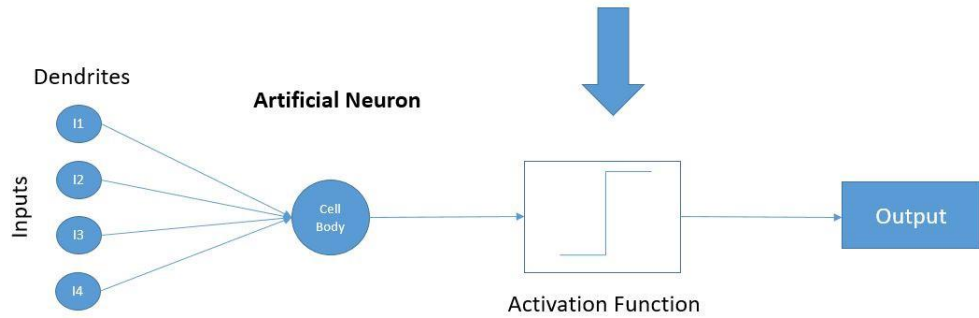 Dendrites
Artificial Neuron
Inputs
I1
I2
I3
I4
Cell
Body
Activation Function
Output